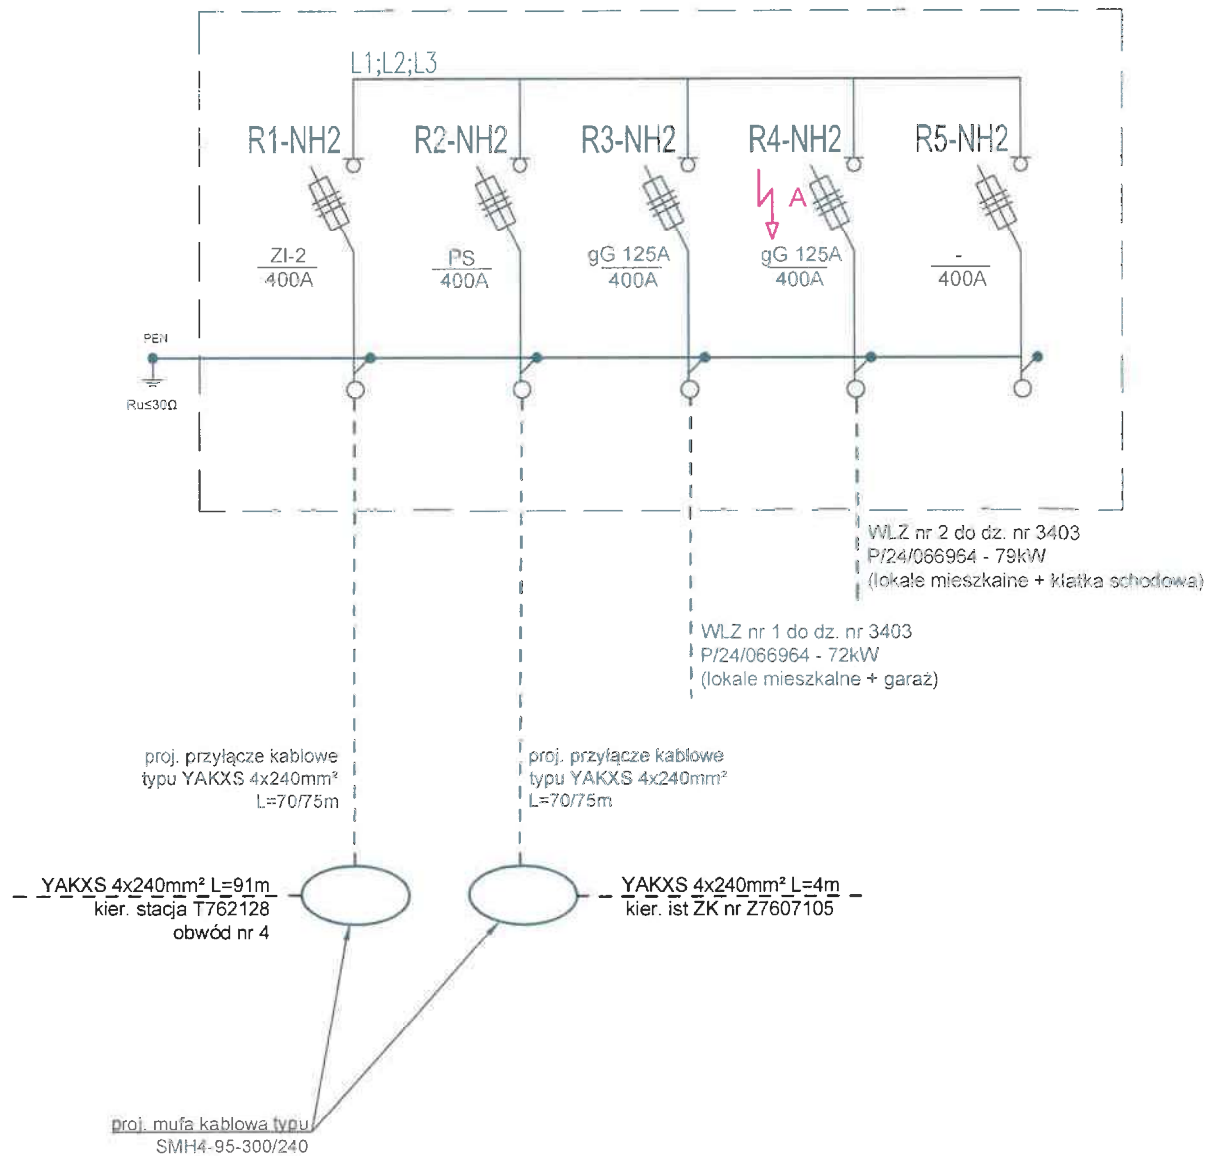 L1;L2;L3
R1-NH2
R2-NH2
R3-NH2
R4-NH2
R5-NH2
A
ZI-2
400A
PS
400A
gG 125A
400A
gG 125A
400A
-
400A
PEN
Ru≤30Ω
WLZ nr 2 do dz. nr 3403
P/24/066964 - 79kW
(lokale mieszkalne + klatka schodowa)
WLZ nr 1 do dz. nr 3403
P/24/066964 - 72kW
(lokale mieszkalne + garaż)
proj. przyłącze kablowe
typu YAKXS 4x240mm²
L=70/75m
proj. przyłącze kablowe
typu YAKXS 4x240mm²
L=70/75m
YAKXS 4x240mm² L=91m
kier. stacja T762128
obwód nr 4
YAKXS 4x240mm² L=4m
kier. ist ZK nr Z7607105
proj. mufa kablowa typu
SMH4-95-300/240